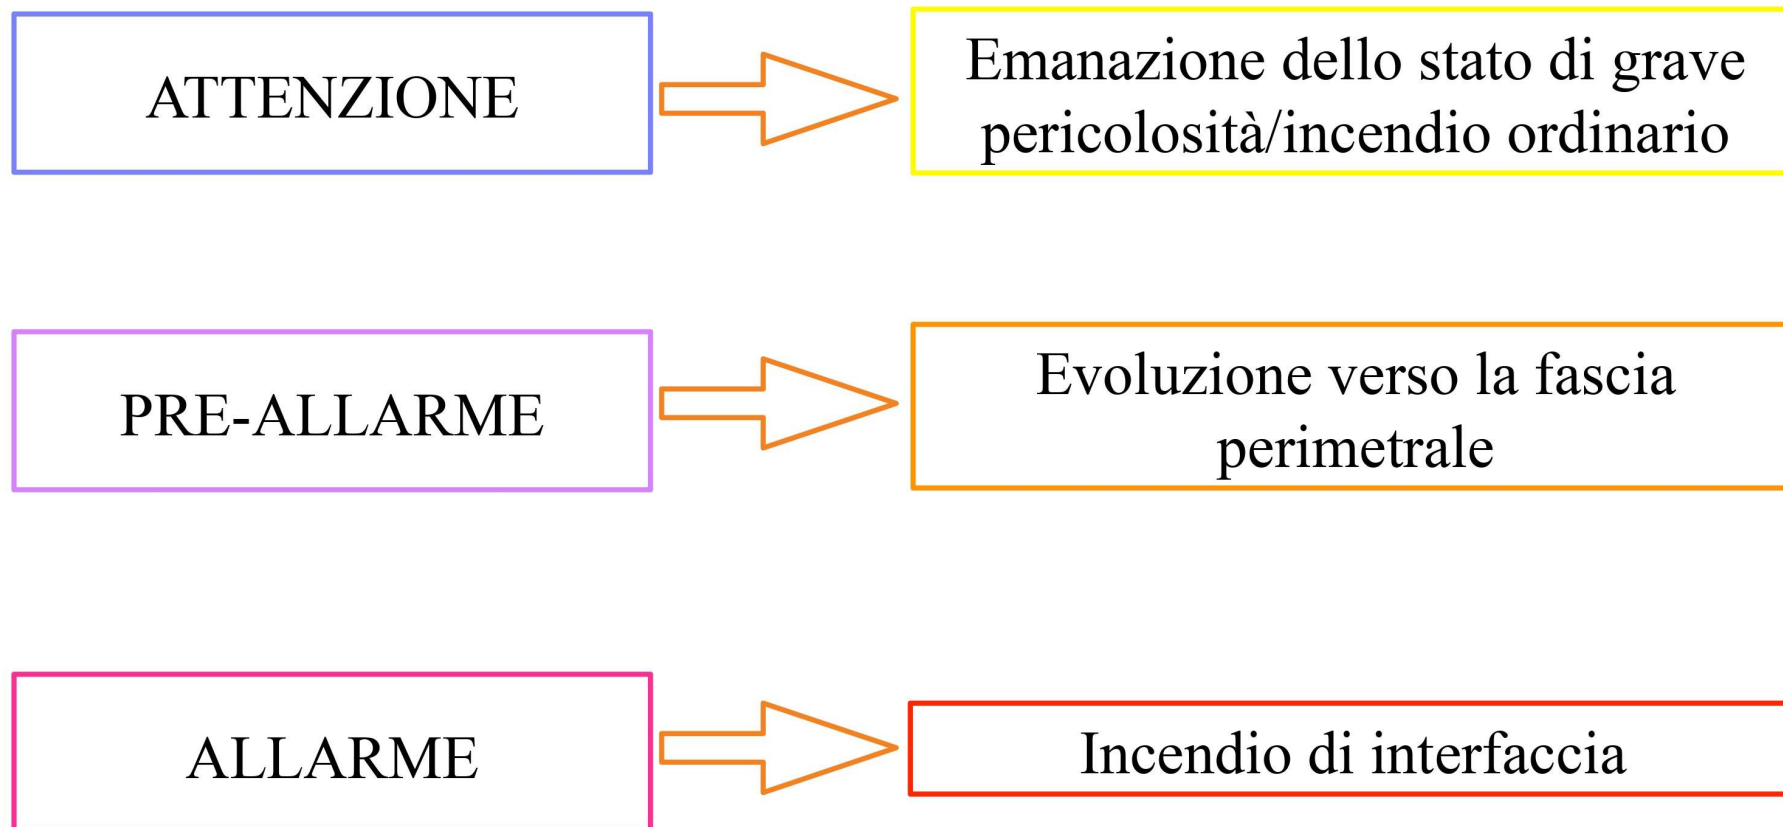 ATTENZIONE
Emanazione dello stato di grave
pericolosità/incendio ordinario
PRE-ALLARME
Evoluzione verso la fascia
perimetrale
ALLARME
Incendio di interfaccia